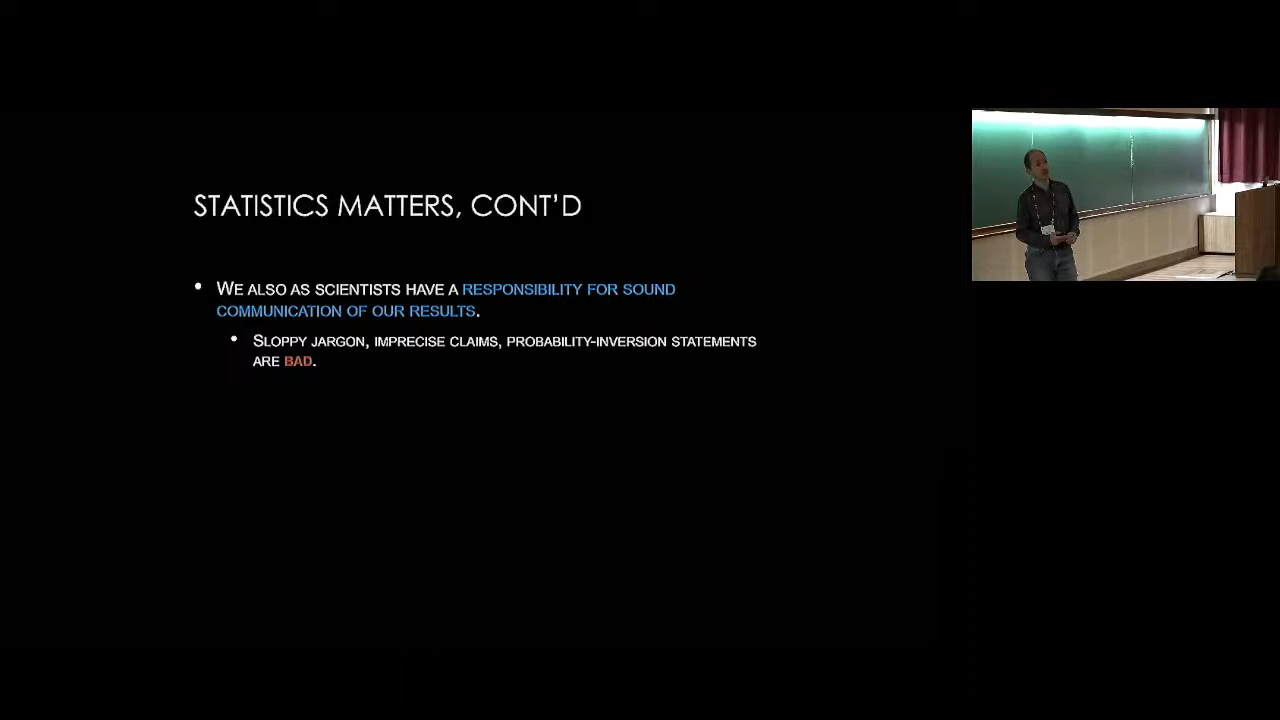 STATISTICS MATTERS, CONT'D
• WE ALSO AS SCIENTISTS HAVE A RESPONSIBILITY FOR SOUND
COMMUNICATION OF OUR RESULTS.
• SLOPPY JARGON, IMPRECISE CLAIMS, PROBABILITY-INVERSION STATEMENTS
ARE BAD.